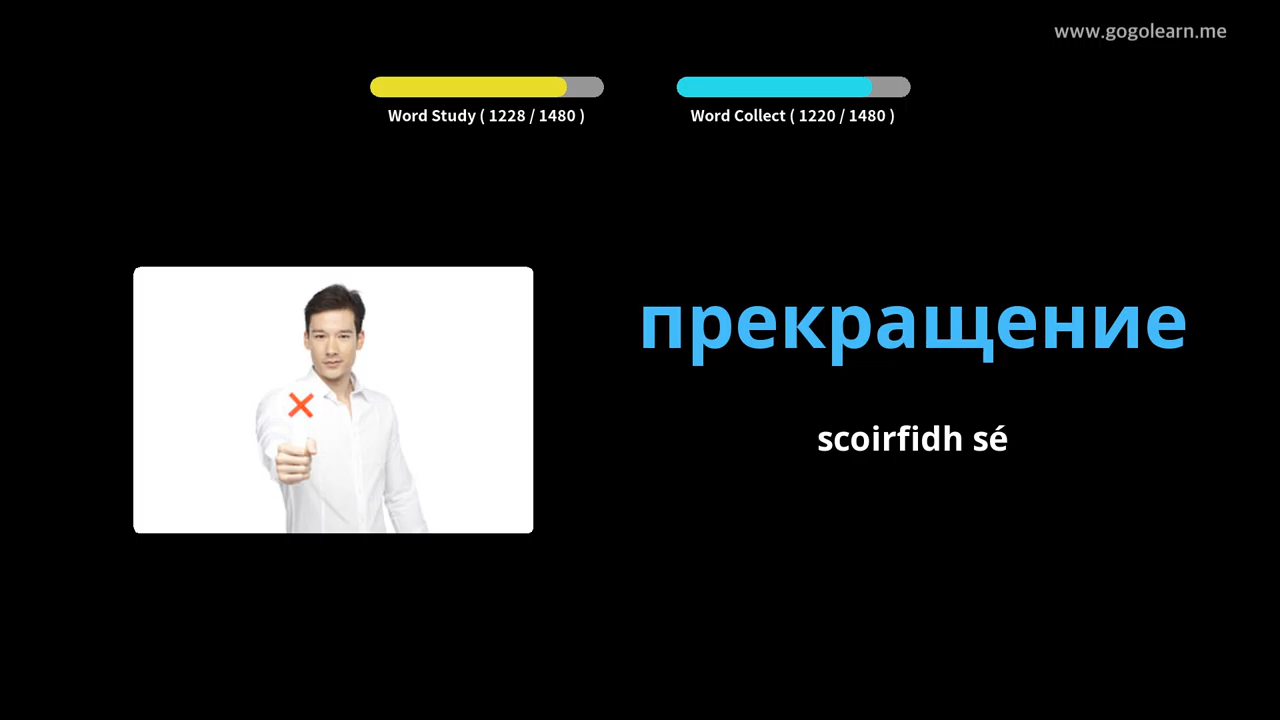 www.gogolearn.me
Word Study ( 1228 / 1480 )
Word Collect ( 1220 / 1480 )
прекращение
scoirfidh sé